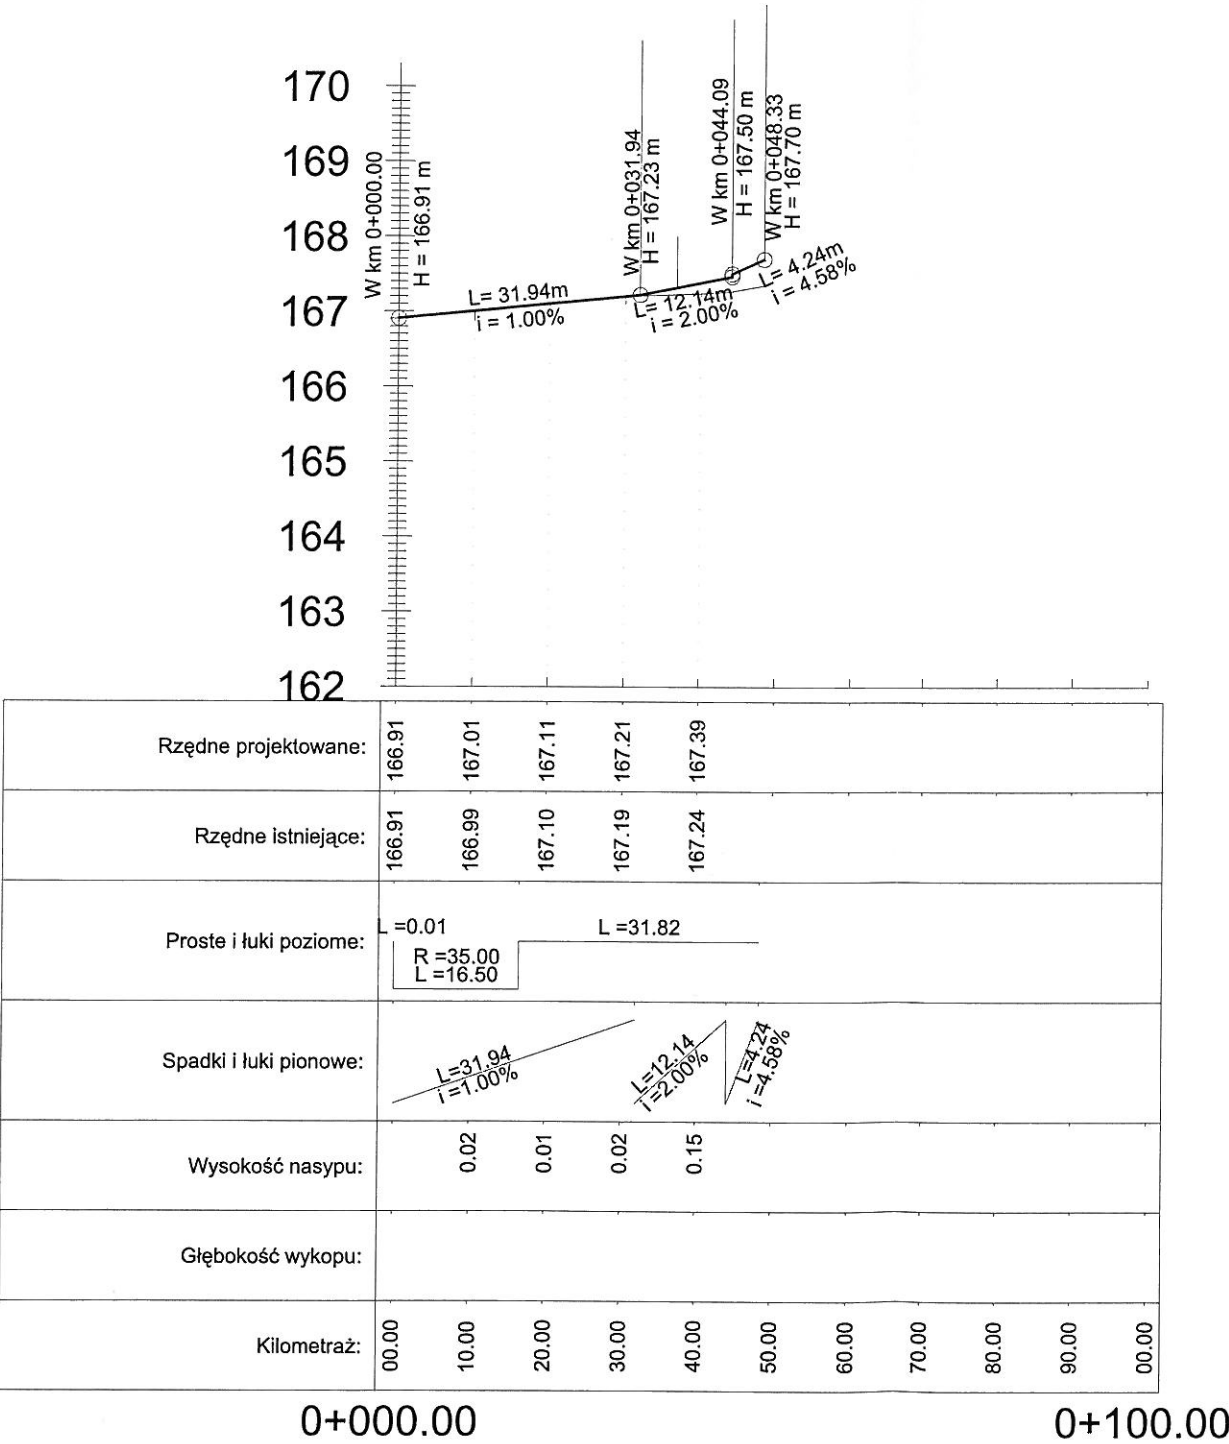 170
169
168
167
166
165
164
163
162
W km 0+000.00
H = 166.91 m
W km 0+031.94
H = 167.23 m
W km 0+044.09
H = 167.50 m
W km 0+048.33
H = 167.70 m
L= 31.94m
i = 1.00%
L= 12.14m
i = 2.00%
L= 4.24m
i = 4.58%
Rzędne projektowane: 166.91 167.01 167.11 167.21 167.39
Rzędne istniejące: 166.91 166.99 167.10 167.19 167.24
Proste i łuki poziome:
L =0.01
R =35.00
L =16.50
L =31.82
Spadki i łuki pionowe:
L=31.94
i =1.00%
L=12.14
i =2.00%
L=4.24
i =4.58%
Wysokość nasypu: 0.02 0.01 0.02 0.15
Głębokość wykopu:
Kilometraż: 00.00 10.00 20.00 30.00 40.00 50.00 60.00 70.00 80.00 90.00 00.00
0+000.00 0+100.00